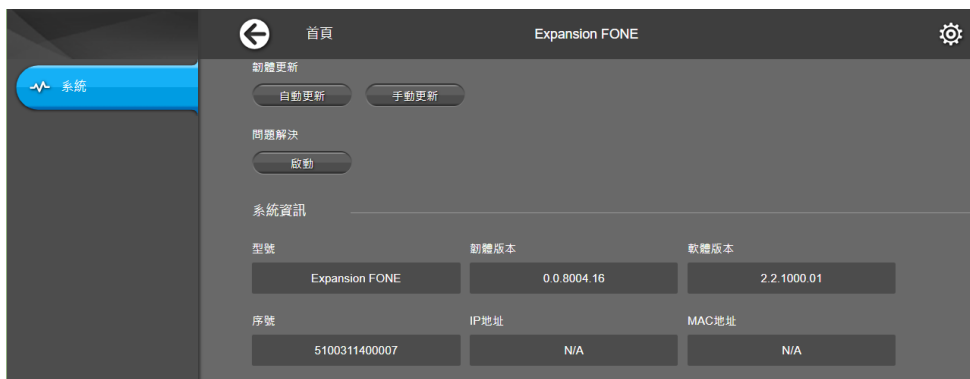 首頁 Expansion FONE
系統
韌體更新
自動更新 手動更新
問題解決
啟動
系統資訊
型號 韌體版本 軟體版本
Expansion FONE 0.0.8004.16 2.2.1000.01
序號 IP地址 MAC地址
5100311400007 N/A N/A